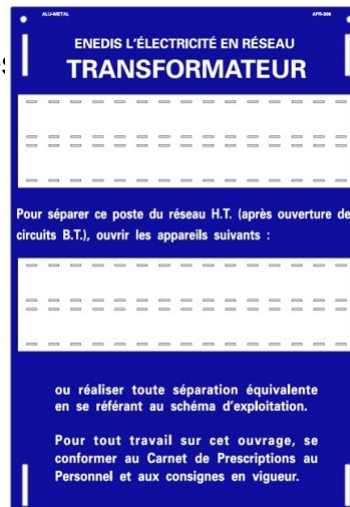 ALU-METAL
ENEDIS L'ÉLECTRICITÉ EN RÉSEAU
TRANSFORMATEUR
Pour séparer ce poste du réseau H.T. (après ouverture de
circuits B.T.), ouvrir les appareils suivants :
ou réaliser toute séparation équivalente
en se référant au schéma d'exploitation.
Pour tout travail sur cet ouvrage, se
conformer au Carnet de Prescriptions au
Personnel et aux consignes en vigueur.